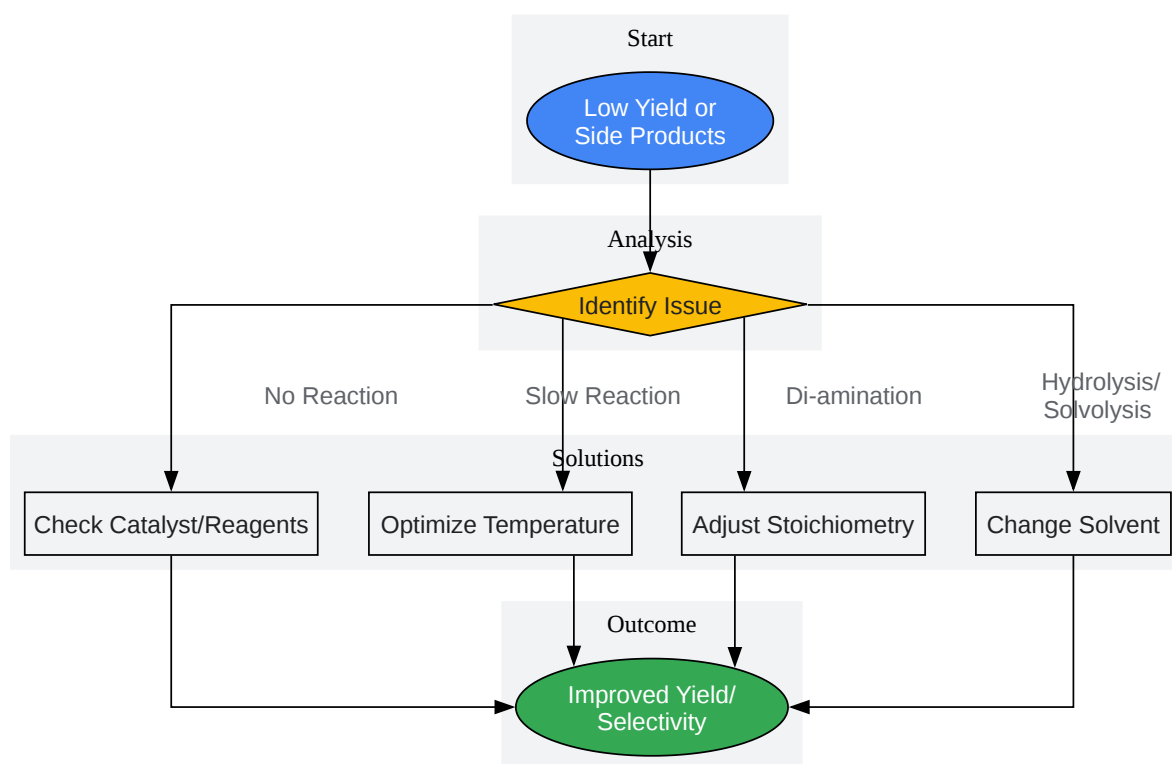 Start
Low Yield or
Side Products
Analysis
Identify Issue
No Reaction
Slow Reaction
Di-amination
Hydrolysis/
Solvolysis
Solutions
Check Catalyst/Reagents
Optimize Temperature
Adjust Stoichiometry
Change Solvent
Outcome
Improved Yield/
Selectivity